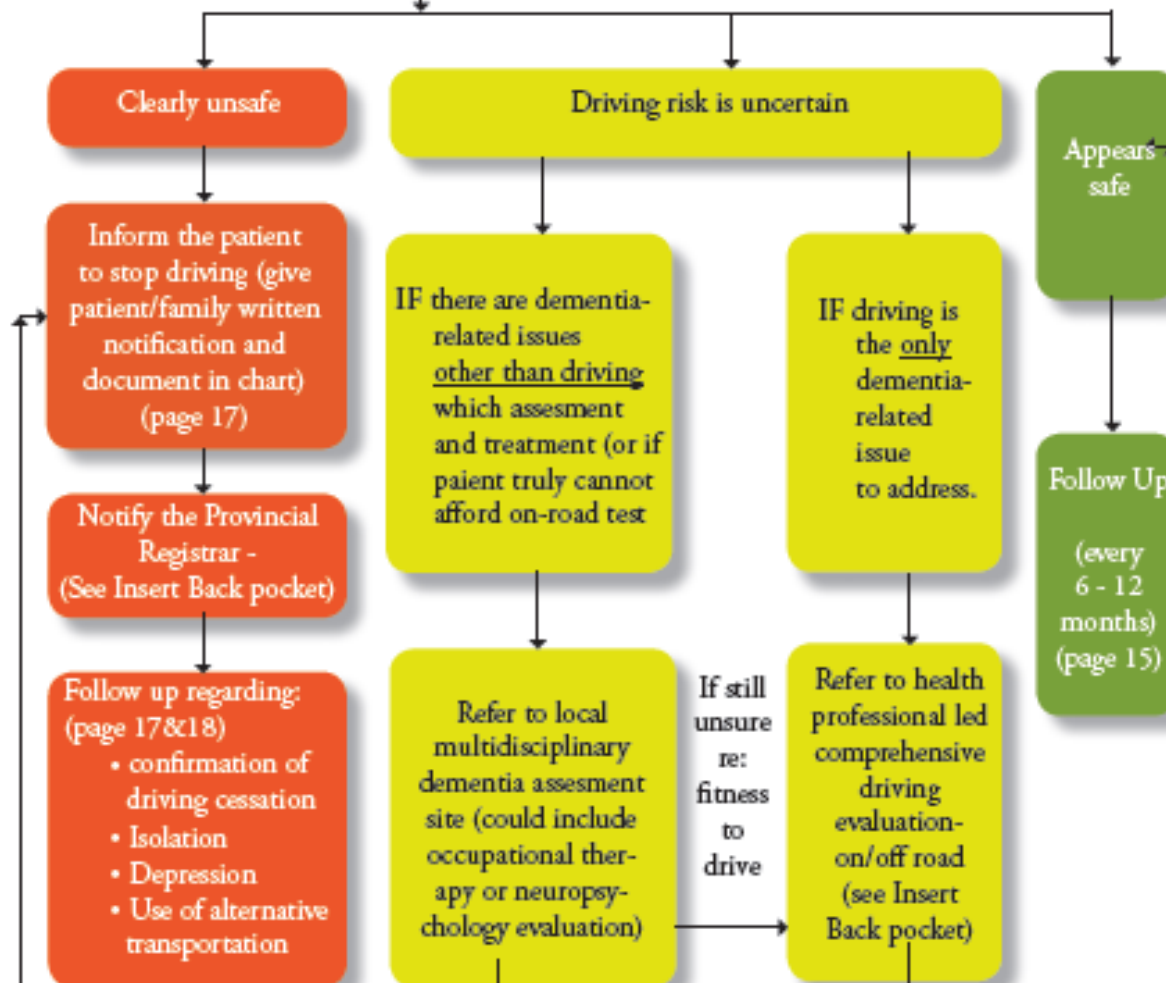 Clearly unsafe
Driving risk is uncertain
Appears
safe
Inform the patient
to stop driving (give
patient/family written
notification and
document in chart)
(page 17)
IF there are dementia-
related issues
other than driving
which assesment
and treatment (or if
paient truly cannot
afford on-road test
IF driving is
the only
dementia-
related
issue
to address.
Notify the Provincial
Registrar -
(See Insert Back pocket)
Follow Up
(every
6 - 12
months)
(page 15)
Follow up regarding:
(page 17&18)
• confirmation of
driving cessation
• Isolation
• Depression
• Use of alternative
transportation
Refer to local
multidisciplinary
dementia assesment
site (could include
occupational ther-
apy or neuropsy-
chology evaluation)
If still
unsure
re:
fitness
to
drive
Refer to health
professional led
comprehensive
driving
evaluation-
on/off road
(see Insert
Back pocket)